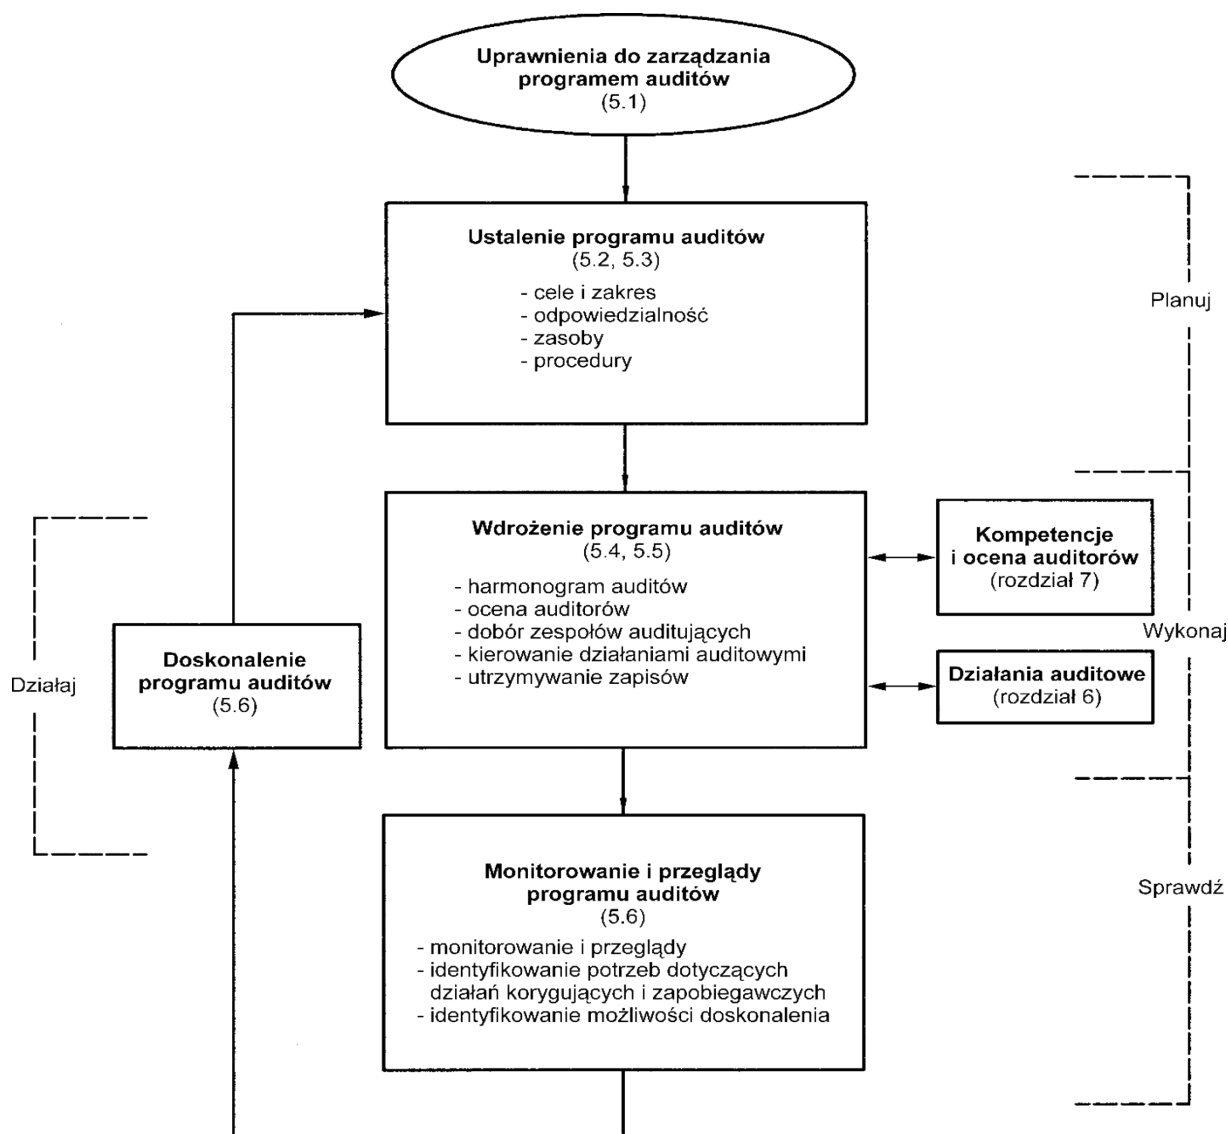 Uprawnienia do zarządzania
programem auditów
(5.1)
Ustalenie programu auditów
(5.2, 5.3)
- cele i zakres
- odpowiedzialność
- zasoby
- procedury
Planuj
Wdrożenie programu auditów
(5.4, 5.5)
- harmonogram auditów
- ocena auditorów
- dobór zespołów auditujących
- kierowanie działaniami auditowymi
- utrzymywanie zapisów
Kompetencje
i ocena auditorów
(rozdział 7)
Wykonaj
Działania auditowe
(rozdział 6)
Działaj
Doskonalenie
programu auditów
(5.6)
Monitorowanie i przeglądy
programu auditów
(5.6)
- monitorowanie i przeglądy
- identyfikowanie potrzeb dotyczących
działań korygujących i zapobiegawczych
- identyfikowanie możliwości doskonalenia
Sprawdź